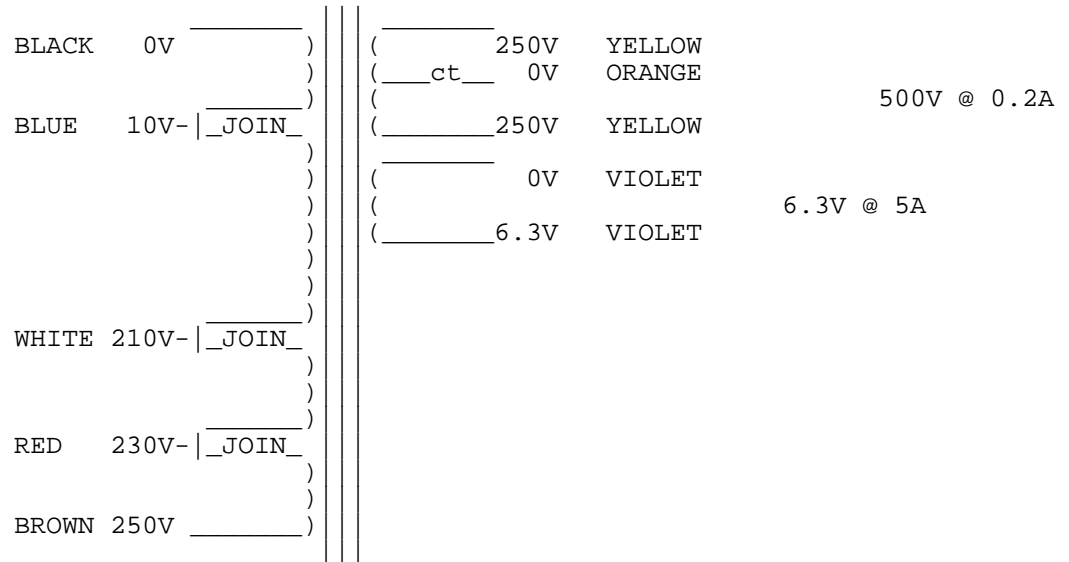 BLACK 0V 250V YELLOW
ct 0V ORANGE
500V @ 0.2A
BLUE 10V- JOIN 250V YELLOW
0V VIOLET
6.3V @ 5A
6.3V VIOLET
WHITE 210V- JOIN
RED 230V- JOIN
BROWN 250V